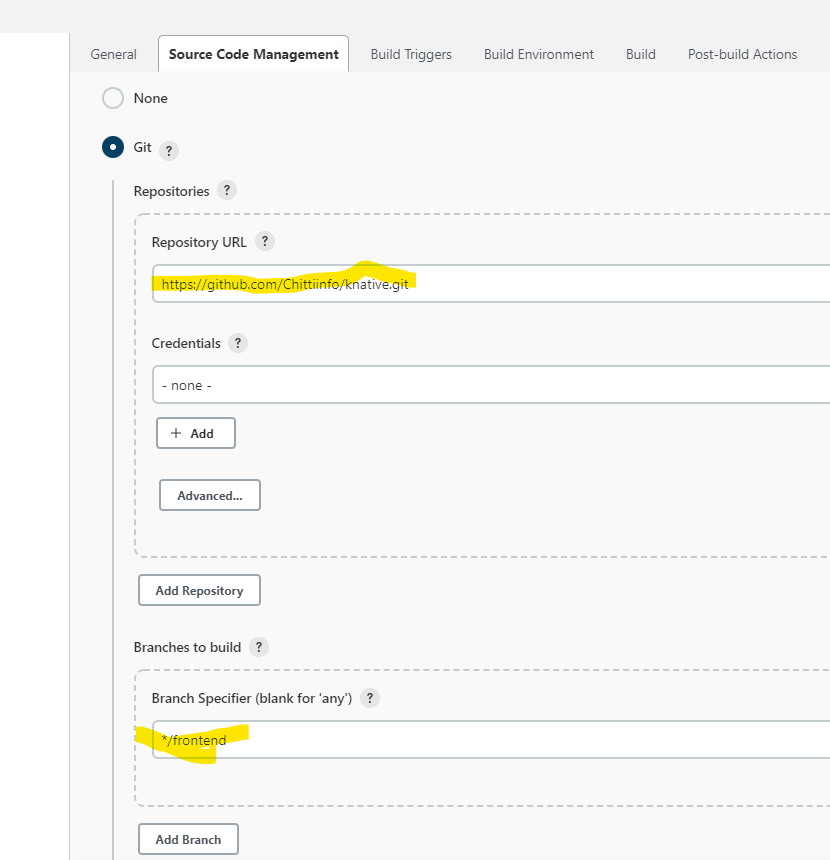 General Source Code Management Build Triggers Build Environment Build Post-build Actions
None
Git ?
Repositories ?
Repository URL ?
https://github.com/Chittiinfo/knative.git
Credentials ?
- none -
+ Add
Advanced...
Add Repository
Branches to build ?
Branch Specifier (blank for 'any') ?
*/frontend
Add Branch